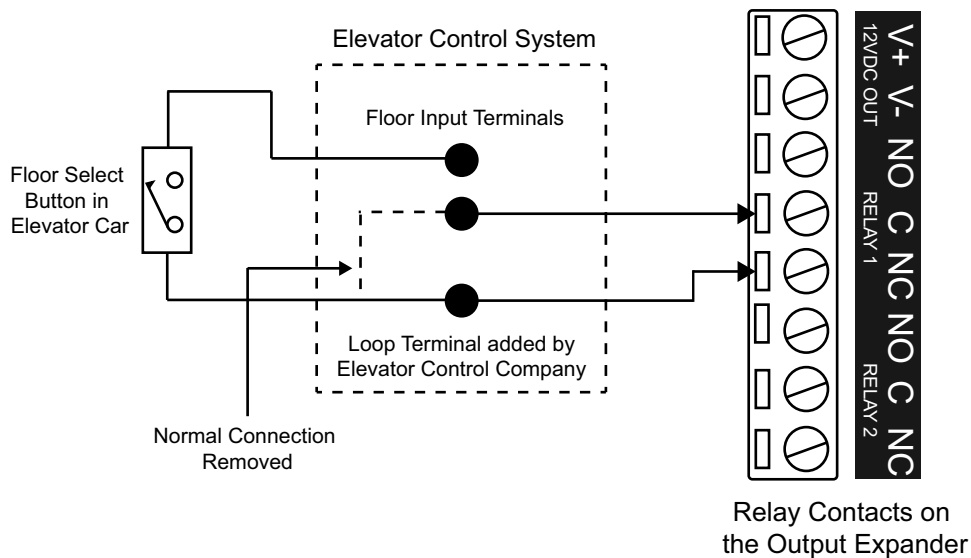 Elevator Control System
Floor Input Terminals
Floor Select
Button in
Elevator Car
Loop Terminal added by
Elevator Control Company
Normal Connection
Removed
V+ V- NO C NC NO C NC
12VDC OUT
RELAY 1
RELAY 2
Relay Contacts on
the Output Expander